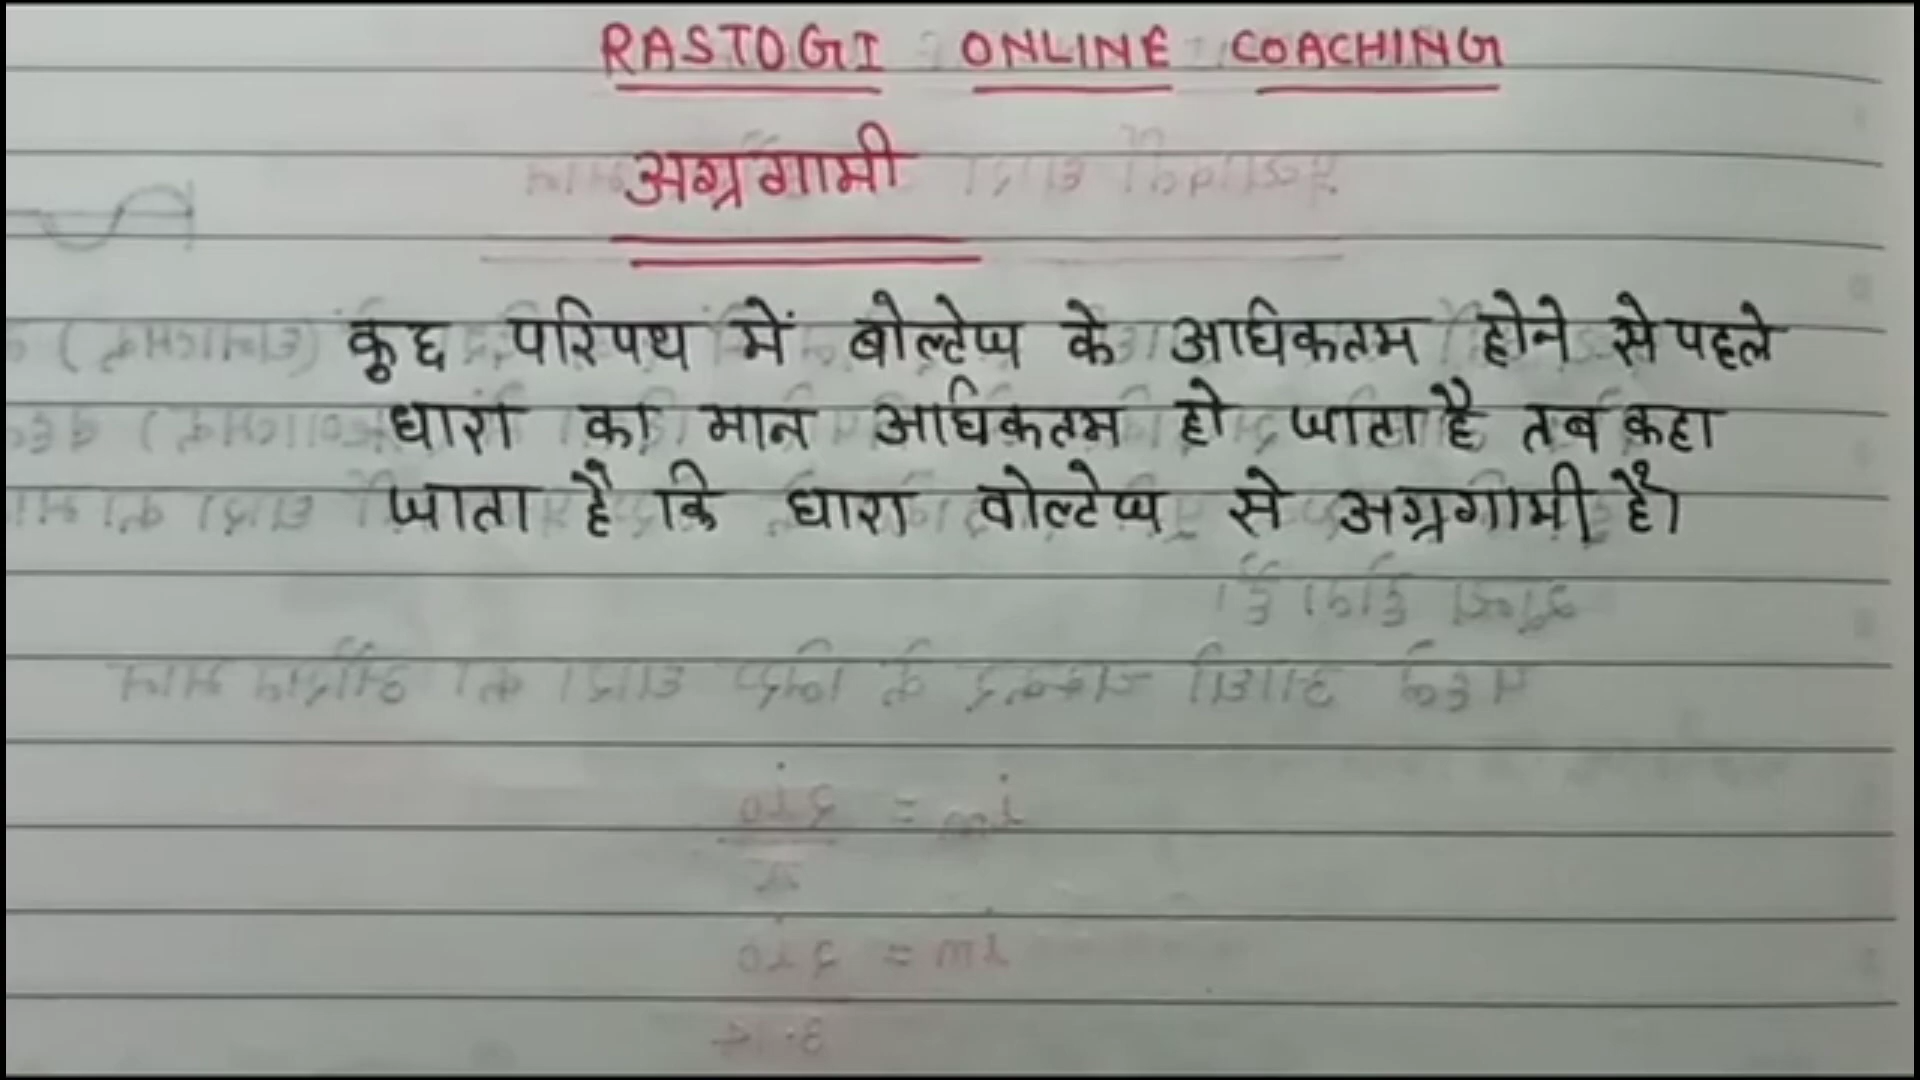 RASTOGI ONLINE COACHING
अग्रगामी
कुछ परिपथ में बोल्टेज के अधिकतम होने से पहले
धारा का मान अधिकतम हो जाता है तब कहा
जाता है कि धारा वोल्टेज से अग्रगामी है।